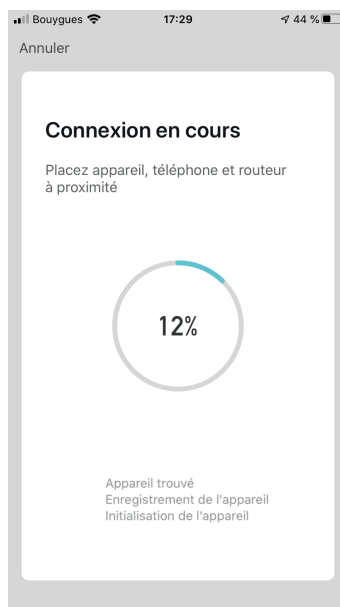 Bouygues 17:29 44 %
Annuler
Connexion en cours
Placez appareil, téléphone et routeur
à proximité
12%
Appareil trouvé
Enregistrement de l'appareil
Initialisation de l'appareil